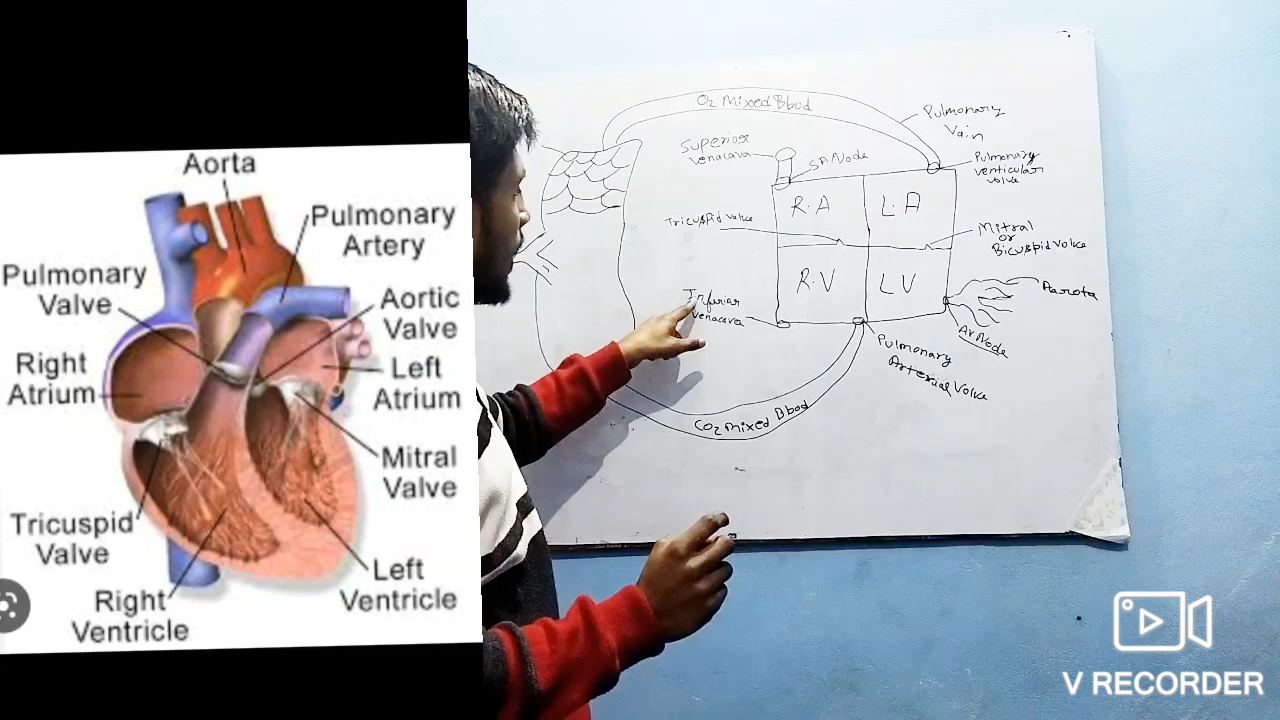 Aorta
Pulmonary
Artery
Pulmonary
Valve
Aortic
Valve
Right
Atrium
Left
Atrium
Mitral
Valve
Tricuspid
Valve
Left
Ventricle
Right
Ventricle
O2 Mixed Blood
Pulmonary
Vain
Superior
venacava
SA Node
Pulmonary
venticular
valve
R.A
L.A
Tricuspid valve
Mitral
or
Bicuspid valve
R.V
L V
Inferior
venacava
Aarota
AV Node
Pulmonary
Arterial Valve
CO2 Mixed Blood
V RECORDER